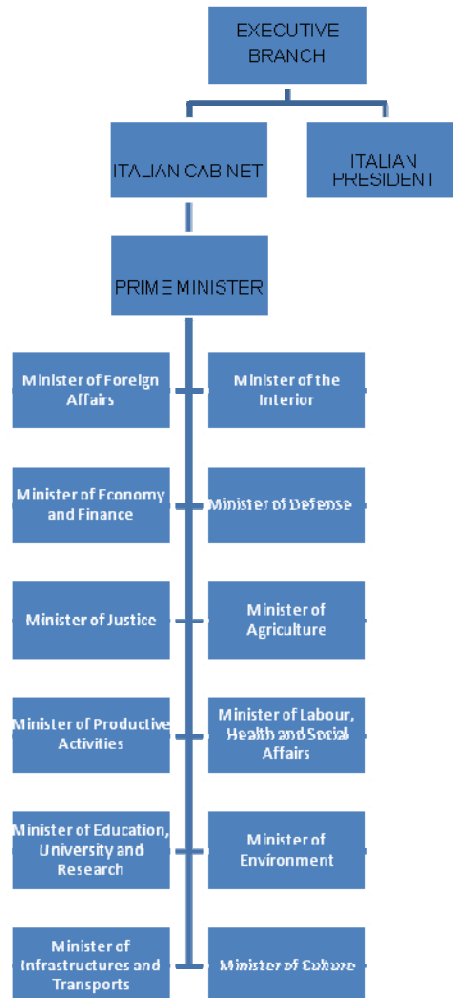 EXECUTIVE
BRANCH
ITALIAN CABINET
ITALIAN
PRESIDENT
PRIME MINISTER
Minister of Foreign
Affairs
Minister of the
Interior
Minister of Economy
and Finance
Minister of Defense
Minister of Justice
Minister of
Agriculture
Minister of Productive
Activities
Minister of Labour,
Health and Social
Affairs
Minister of Education,
University and
Research
Minister of
Environment
Minister of
Infrastructures and
Transports
Minister of Culture